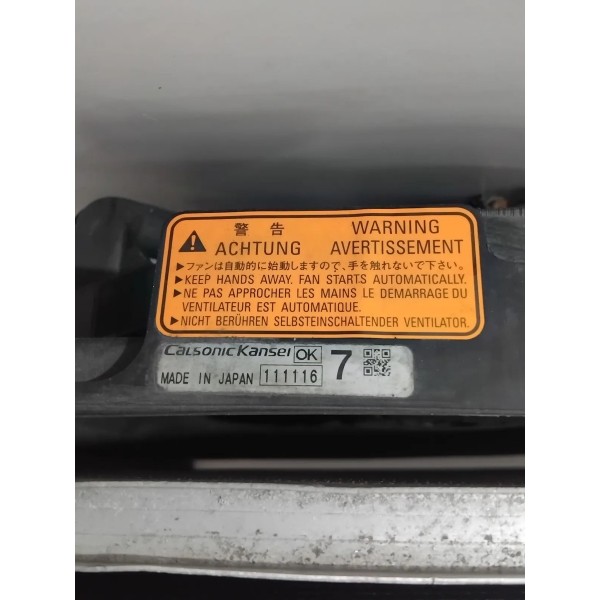 警告 WARNING
ACHTUNG AVERTISSEMENT
▶ファンは自動的に始動しますので、手を触れないで下さい。
▶KEEP HANDS AWAY. FAN STARTS AUTOMATICALLY.
▶NE PAS APPROCHER LES MAINS LE DEMARRAGE DU
VENTILATEUR EST AUTOMATIQUE.
▶NICHT BERÜHREN SELBSTEINSCHALTENDER VENTILATOR.
CalsonicKansei OK 7
MADE IN JAPAN 111116